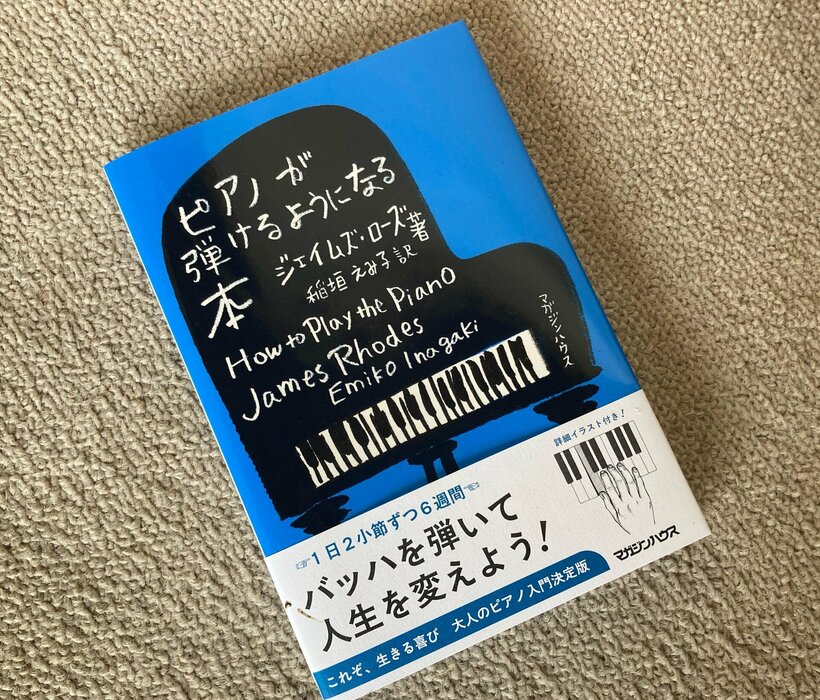 ピアノが
弾けるようになる
本
ジェイムズ・ローズ著
稲垣えみ子訳
How to Play the Piano
James Rhodes
Emiko Inagaki
マガジンハウス
詳細イラスト付き!
☞1日2小節ずつ6週間☜
バッハを弾いて
人生を変えよう!
マガジンハウス
これぞ、生きる喜び 大人のピアノ入門決定版